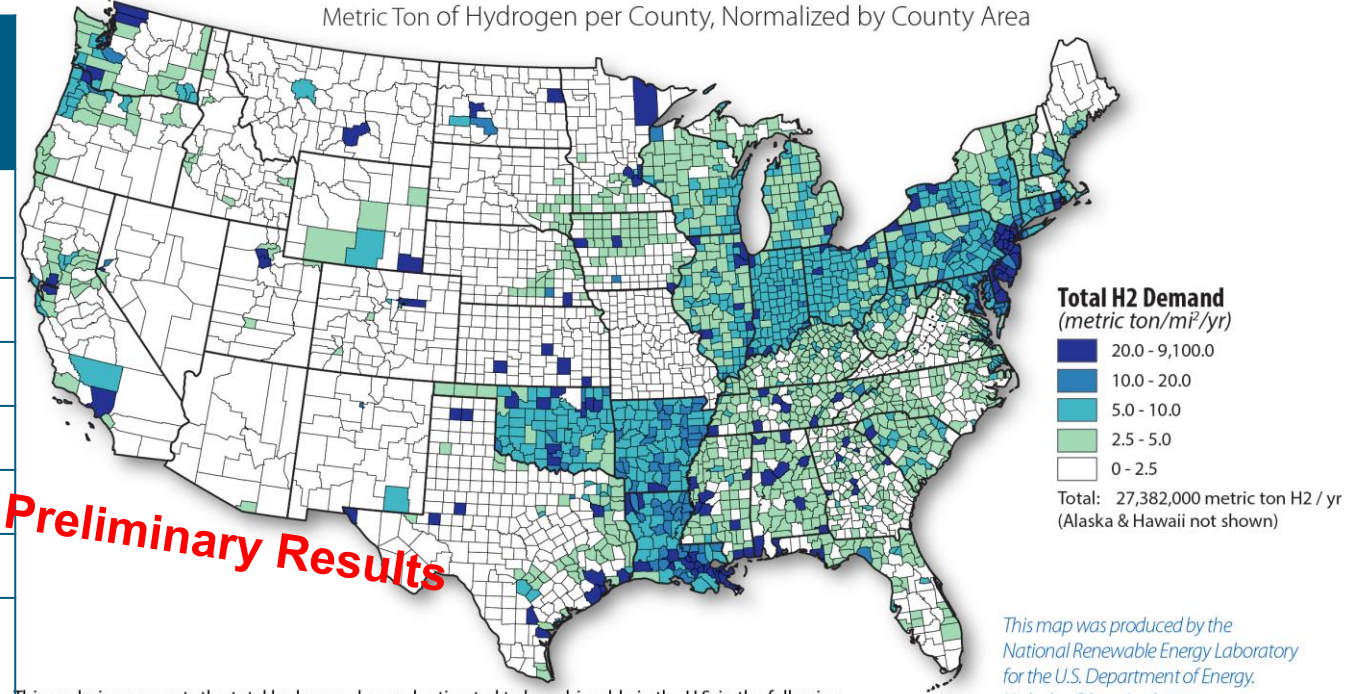 Metric Ton of Hydrogen per County, Normalized by County Area
Total H2 Demand
(metric ton/mi²/yr)
20.0 - 9,100.0
10.0 - 20.0
5.0 - 10.0
2.5 - 5.0
0 - 2.5
Total: 27,382,000 metric ton H2 / yr
(Alaska & Hawaii not shown)
Preliminary Results
This map was produced by the
National Renewable Energy Laboratory
for the U.S. Department of Energy.